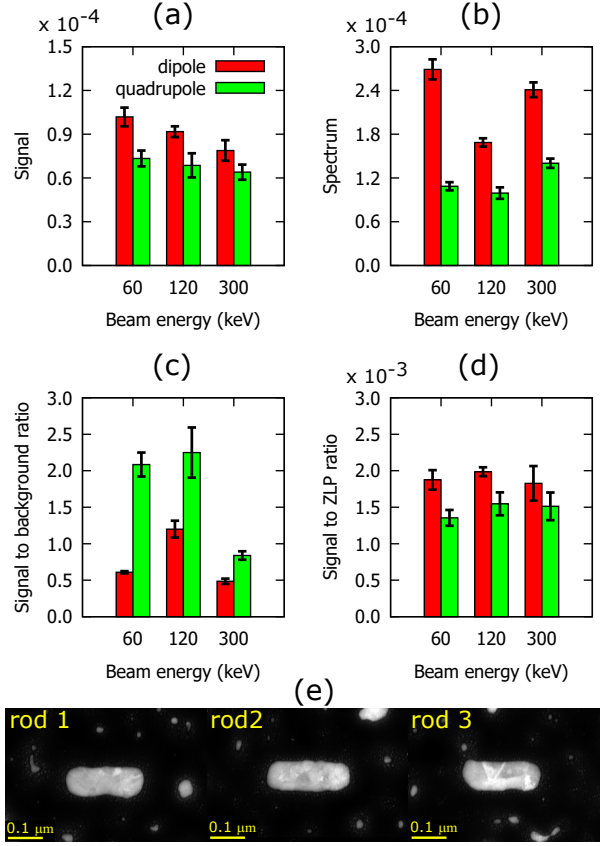 (a)
x 10⁻⁴
1.5
1.2
0.9
0.6
0.4
0.0
Signal
dipole
quadrupole
60 120 300
Beam energy (keV)
(b)
x 10⁻⁴
3.0
2.4
1.8
1.2
0.6
0.0
Spectrum
60 120 300
Beam energy (keV)
(c)
3.0
2.5
2.0
1.5
1.0
0.5
0.0
Signal to background ratio
60 120 300
Beam energy (keV)
(d)
x 10⁻³
3.0
2.5
2.0
1.5
1.0
0.5
0.0
Signal to ZLP ratio
60 120 300
Beam energy (keV)
(e)
rod 1
0.1 μm
rod2
0.1 μm
rod 3
0.1 μm